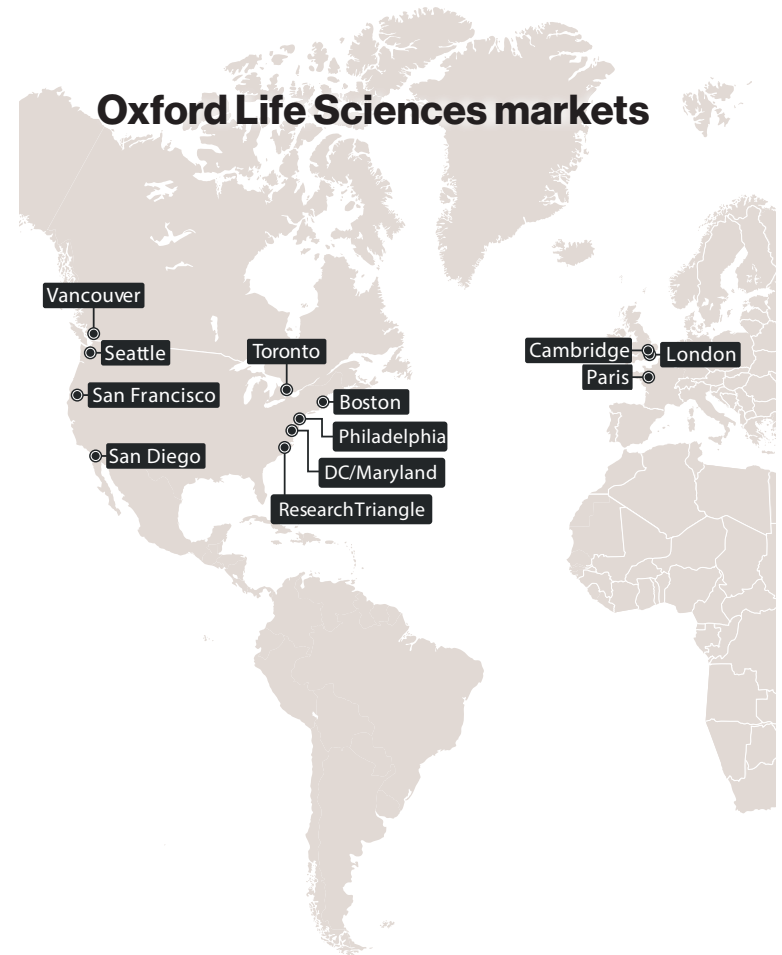 Oxford Life Sciences markets
Vancouver
Seattle
Toronto
Cambridge
London
Paris
San Francisco
Boston
Philadelphia
San Diego
DC/Maryland
ResearchTriangle